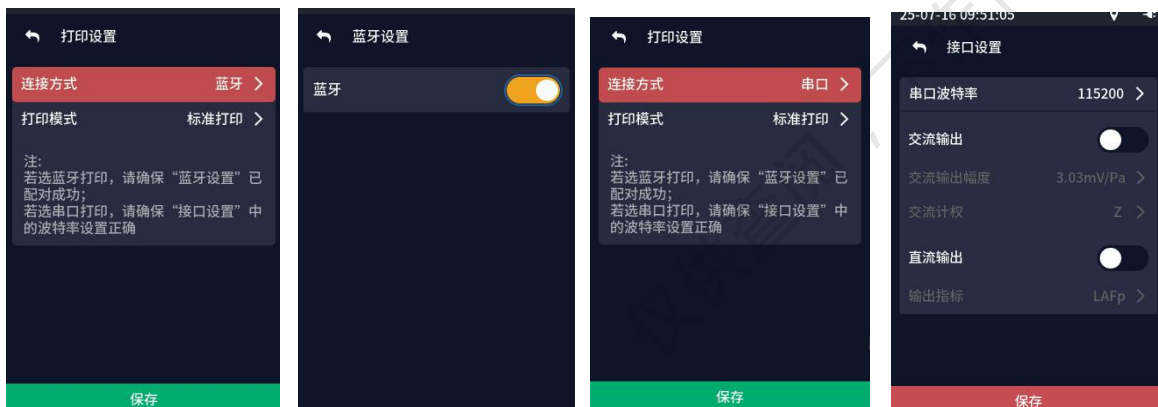 打印设置
连接方式 蓝牙
打印模式 标准打印
注:
若选蓝牙打印，请确保“蓝牙设置”已
配对成功;
若选串口打印，请确保“接口设置”中
的波特率设置正确
保存
蓝牙设置
蓝牙
打印设置
连接方式 串口
打印模式 标准打印
注:
若选蓝牙打印，请确保“蓝牙设置”已
配对成功;
若选串口打印，请确保“接口设置”中
的波特率设置正确
保存
25-07-16 09:51:05
接口设置
串口波特率 115200
交流输出
交流输出幅度 3.03mV/Pa
交流计权 Z
直流输出
输出指标 LAFp
保存